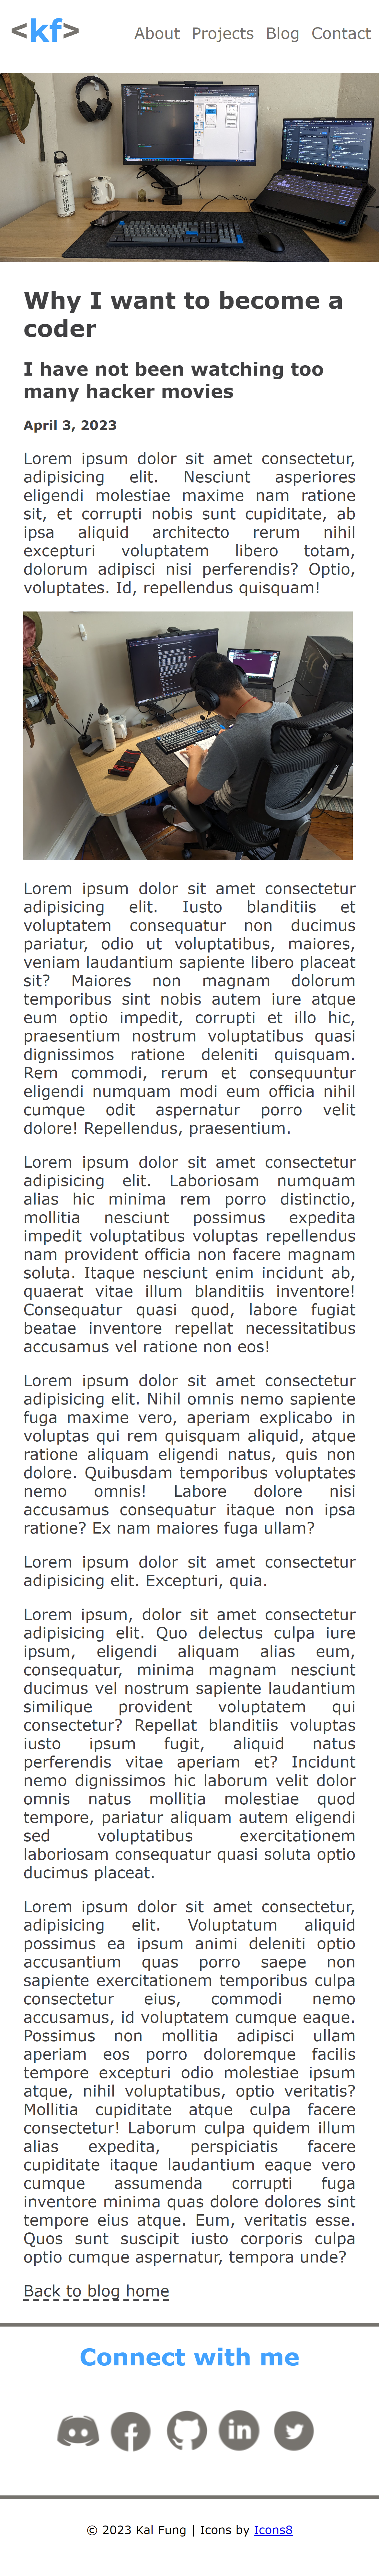 <kf>
About Projects Blog Contact
Why I want to become a
coder
I have not been watching too
many hacker movies
April 3, 2023
Lorem ipsum dolor sit amet consectetur,
adipisicing elit. Nesciunt asperiores
eligendi molestiae maxime nam ratione
sit, et corrupti nobis sunt cupiditate, ab
ipsa aliquid architecto rerum nihil
excepturi voluptatem libero totam,
dolorum adipisci nisi perferendis? Optio,
voluptates. Id, repellendus quisquam!
Lorem ipsum dolor sit amet consectetur
adipisicing elit. Iusto blanditiis et
voluptatem consequatur non ducimus
pariatur, odio ut voluptatibus, maiores,
veniam laudantium sapiente libero placeat
sit? Maiores non magnam dolorum
temporibus sint nobis autem iure atque
eum optio impedit, corrupti et illo hic,
praesentium nostrum voluptatibus quasi
dignissimos ratione deleniti quisquam.
Rem commodi, rerum et consequuntur
eligendi numquam modi eum officia nihil
cumque odit aspernatur porro velit
dolore! Repellendus, praesentium.
Lorem ipsum dolor sit amet consectetur
adipisicing elit. Laboriosam numquam
alias hic minima rem porro distinctio,
mollitia nesciunt possimus expedita
impedit voluptatibus voluptas repellendus
nam provident officia non facere magnam
soluta. Itaque nesciunt enim incidunt ab,
quaerat vitae illum blanditiis inventore!
Consequatur quasi quod, labore fugiat
beatae inventore repellat necessitatibus
accusamus vel ratione non eos!
Lorem ipsum dolor sit amet consectetur
adipisicing elit. Nihil omnis nemo sapiente
fuga maxime vero, aperiam explicabo in
voluptas qui rem quisquam aliquid, atque
ratione aliquam eligendi natus, quis non
dolore. Quibusdam temporibus voluptates
nemo omnis! Labore dolore nisi
accusamus consequatur itaque non ipsa
ratione? Ex nam maiores fuga ullam?
Lorem ipsum dolor sit amet consectetur
adipisicing elit. Excepturi, quia.
Lorem ipsum, dolor sit amet consectetur
adipisicing elit. Quo delectus culpa iure
ipsum, eligendi aliquam alias eum,
consequatur, minima magnam nesciunt
ducimus vel nostrum sapiente laudantium
similique provident voluptatem qui
consectetur? Repellat blanditiis voluptas
iusto ipsum fugit, aliquid natus
perferendis vitae aperiam et? Incidunt
nemo dignissimos hic laborum velit dolor
omnis natus mollitia molestiae quod
tempore, pariatur aliquam autem eligendi
sed voluptatibus exercitationem
laboriosam consequatur quasi soluta optio
ducimus placeat.
Lorem ipsum dolor sit amet consectetur,
adipisicing elit. Voluptatum aliquid
possimus ea ipsum animi deleniti optio
accusantium quas porro saepe non
sapiente exercitationem temporibus culpa
consectetur eius, commodi nemo
accusamus, id voluptatem cumque eaque.
Possimus non mollitia adipisci ullam
aperiam eos porro doloremque facilis
tempore excepturi odio molestiae ipsum
atque, nihil voluptatibus, optio veritatis?
Mollitia cupiditate atque culpa facere
consectetur! Laborum culpa quidem illum
alias expedita, perspiciatis facere
cupiditate itaque laudantium eaque vero
cumque assumenda corrupti fuga
inventore minima quas dolore dolores sint
tempore eius atque. Eum, veritatis esse.
Quos sunt suscipit iusto corporis culpa
optio cumque aspernatur, tempora unde?
Back to blog home
Connect with me
© 2023 Kal Fung | Icons by Icons8